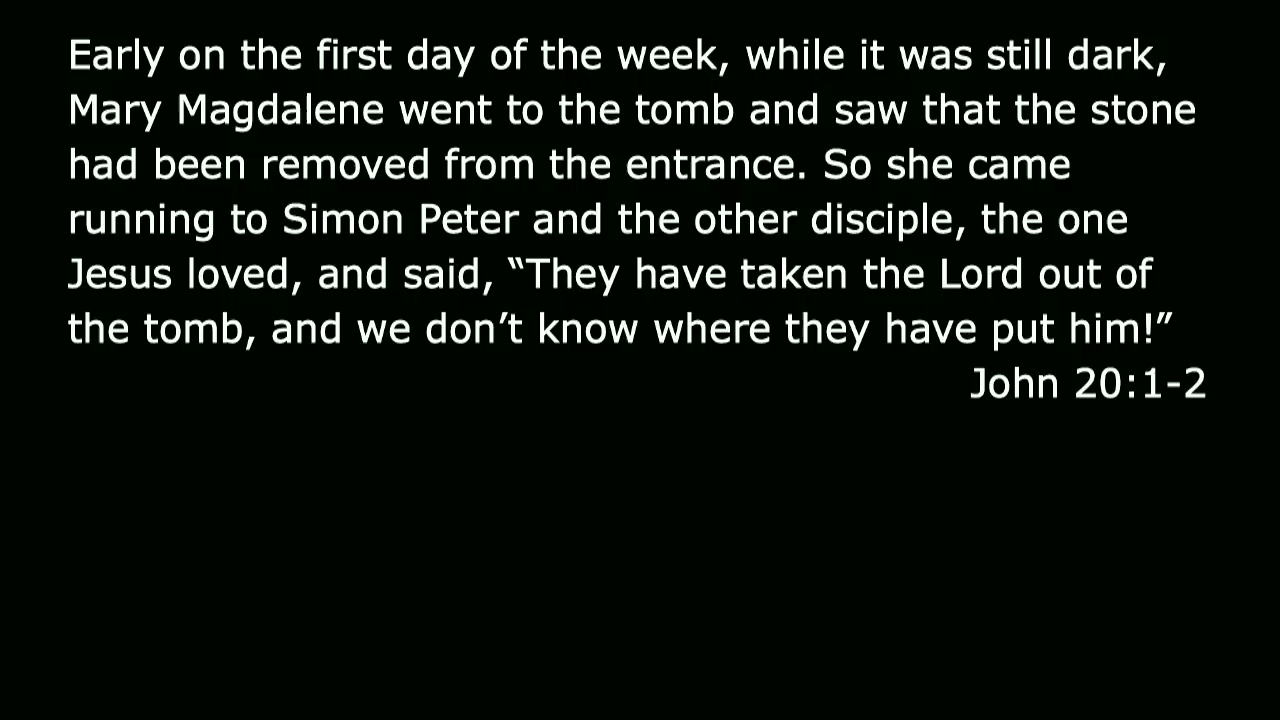 Early on the first day of the week, while it was still dark,
Mary Magdalene went to the tomb and saw that the stone
had been removed from the entrance. So she came
running to Simon Peter and the other disciple, the one
Jesus loved, and said, “They have taken the Lord out of
the tomb, and we don’t know where they have put him!”
John 20:1-2